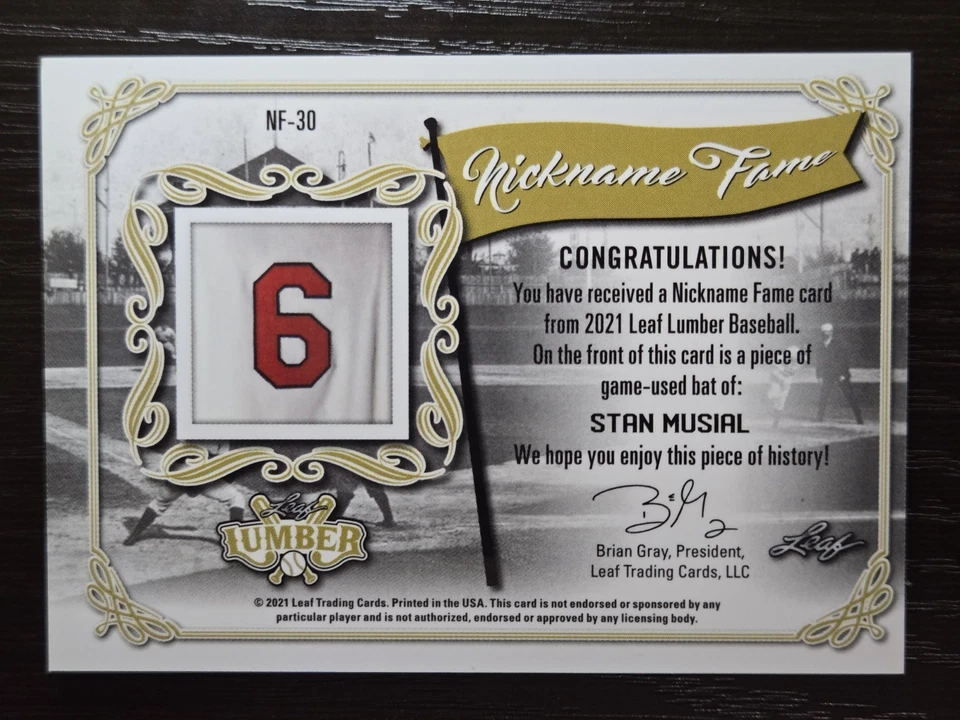 NF-30
Nickname Fame
6
CONGRATULATIONS!
You have received a Nickname Fame card
from 2021 Leaf Lumber Baseball.
On the front of this card is a piece of
game-used bat of:
STAN MUSIAL
We hope you enjoy this piece of history!
Brian Gray, President,
Leaf Trading Cards, LLC
Leaf
LUMBER
Leaf
© 2021 Leaf Trading Cards. Printed in the USA. This card is not endorsed or sponsored by any
particular player and is not authorized, endorsed or approved by any licensing body.